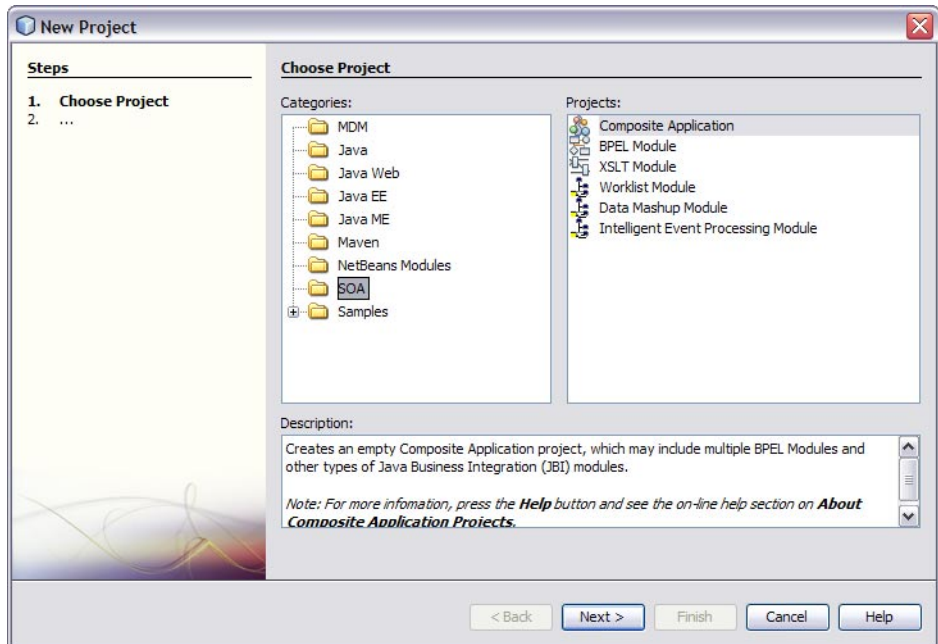 New Project
Steps
1. Choose Project
2. ...
Choose Project
Categories:
MDM
Java
Java Web
Java EE
Java ME
Maven
NetBeans Modules
SOA
Samples
Projects:
Composite Application
BPEL Module
XSLT Module
Worklist Module
Data Mashup Module
Intelligent Event Processing Module
Description:
Creates an empty Composite Application project, which may include multiple BPEL Modules and
other types of Java Business Integration (JBI) modules.
Note: For more infomation, press the Help button and see the on-line help section on About
Composite Application Projects.
< Back
Next >
Finish
Cancel
Help